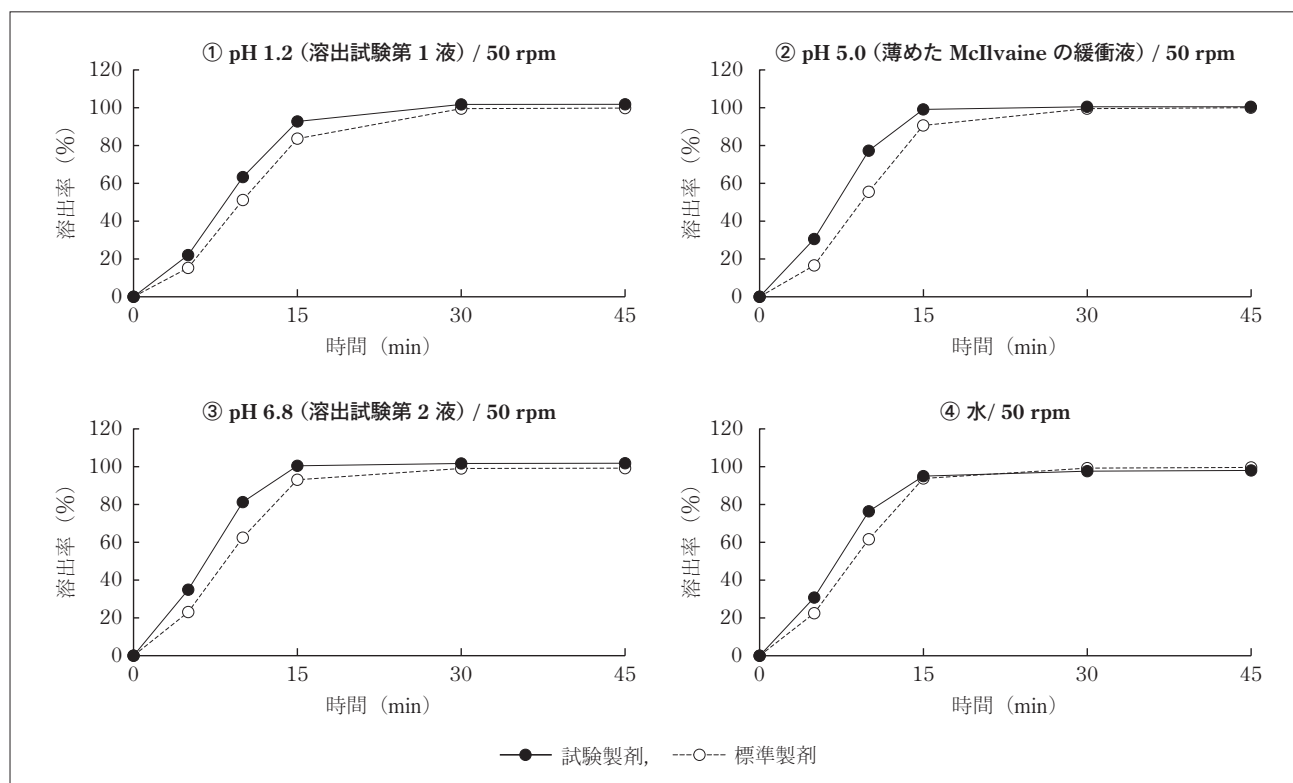 ① pH 1.2 (溶出試験第 1 液) / 50 rpm
120
100
80
60
40
20
0
溶出率 (%)
0 15 30 45
時間 (min)
② pH 5.0 (薄めた McIlvaine の緩衝液) / 50 rpm
120
100
80
60
40
20
0
溶出率 (%)
0 15 30 45
時間 (min)
③ pH 6.8 (溶出試験第 2 液) / 50 rpm
120
100
80
60
40
20
0
溶出率 (%)
0 15 30 45
時間 (min)
④ 水/ 50 rpm
120
100
80
60
40
20
0
溶出率 (%)
0 15 30 45
時間 (min)
試験製剤, 標準製剤